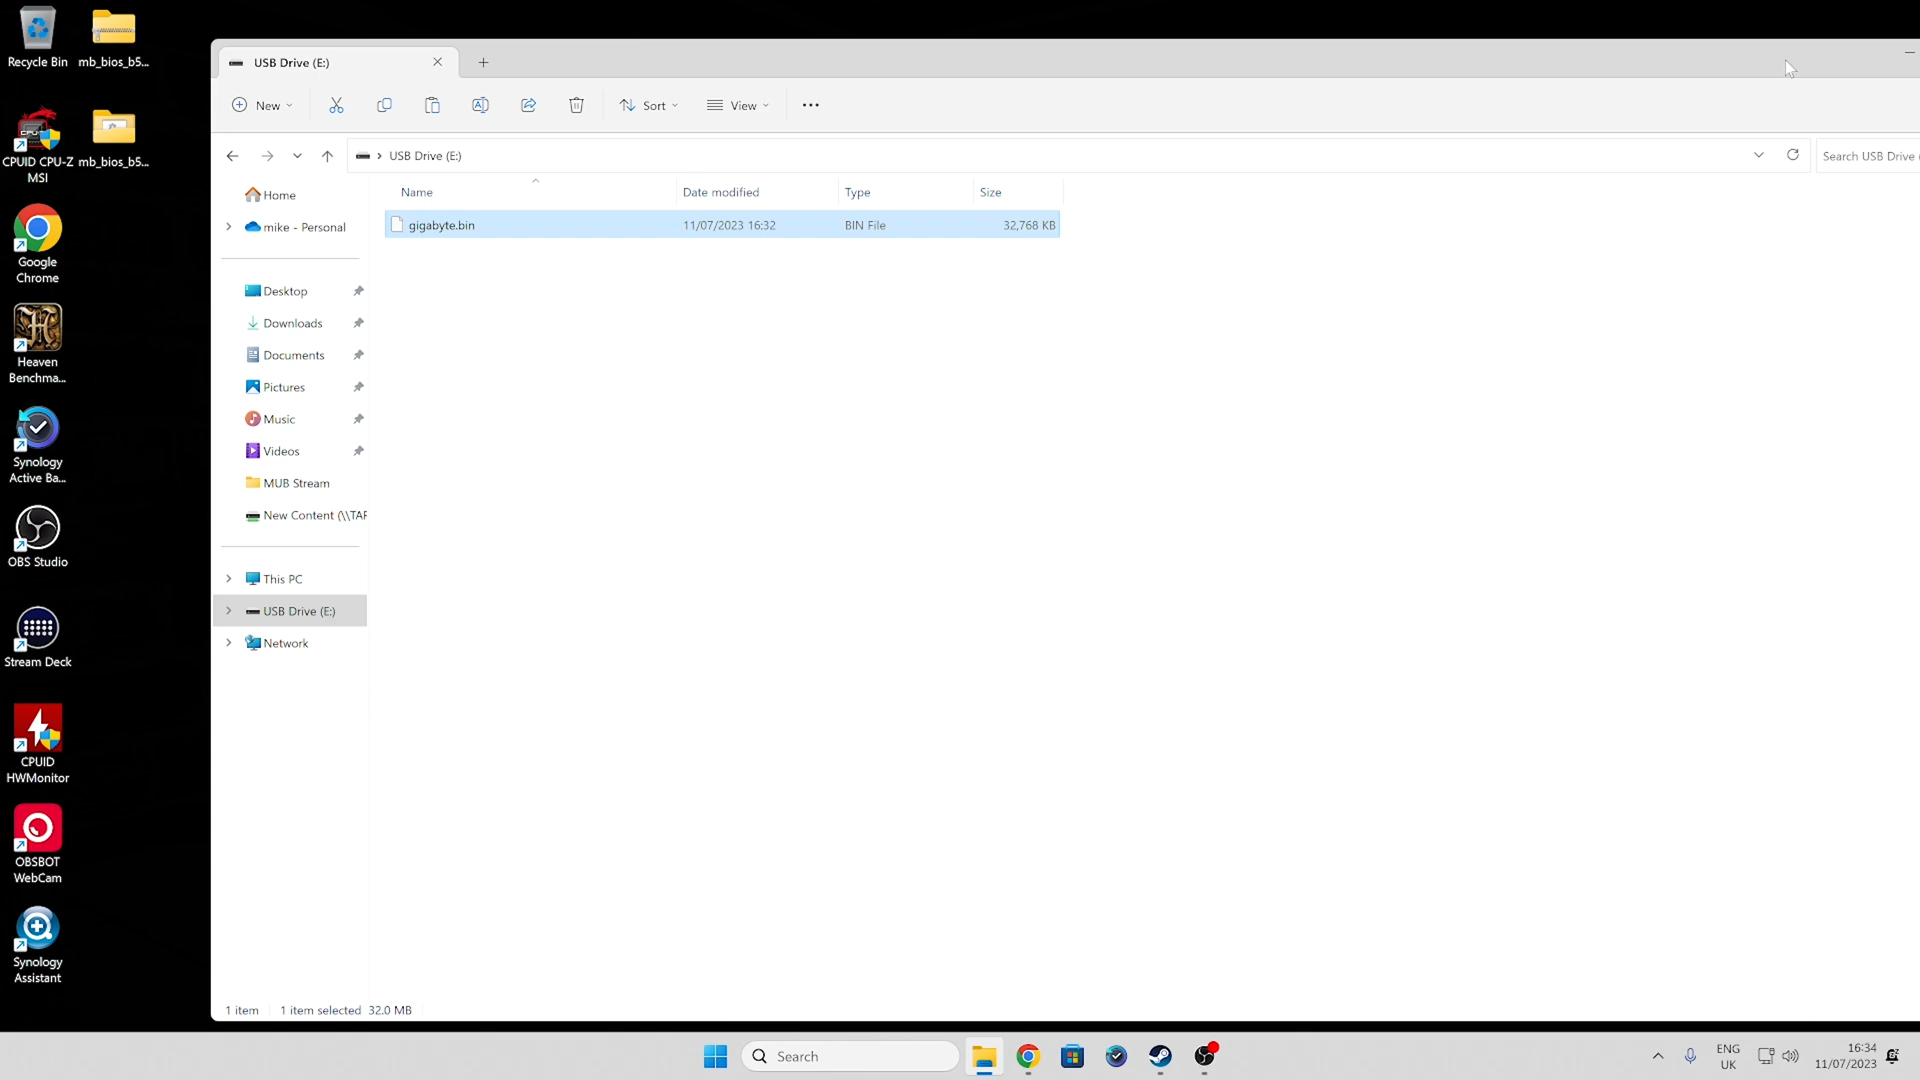 Recycle Bin
mb_bios_b5...
CPUID CPU-Z
MSI
mb_bios_b5...
Google
Chrome
Heaven
Benchma...
Synology
Active Ba...
OBS Studio
Stream Deck
CPUID
HWMonitor
OBSBOT
WebCam
Synology
Assistant
USB Drive (E:)
New
Sort
View
USB Drive (E:)
Search USB Drive
Name
Date modified
Type
Size
gigabyte.bin
11/07/2023 16:32
BIN File
32,768 KB
Home
mike - Personal
Desktop
Downloads
Documents
Pictures
Music
Videos
MUB Stream
New Content (\\TAR
This PC
USB Drive (E:)
Network
1 item
1 item selected 32.0 MB
Search
ENG
UK
16:34
11/07/2023